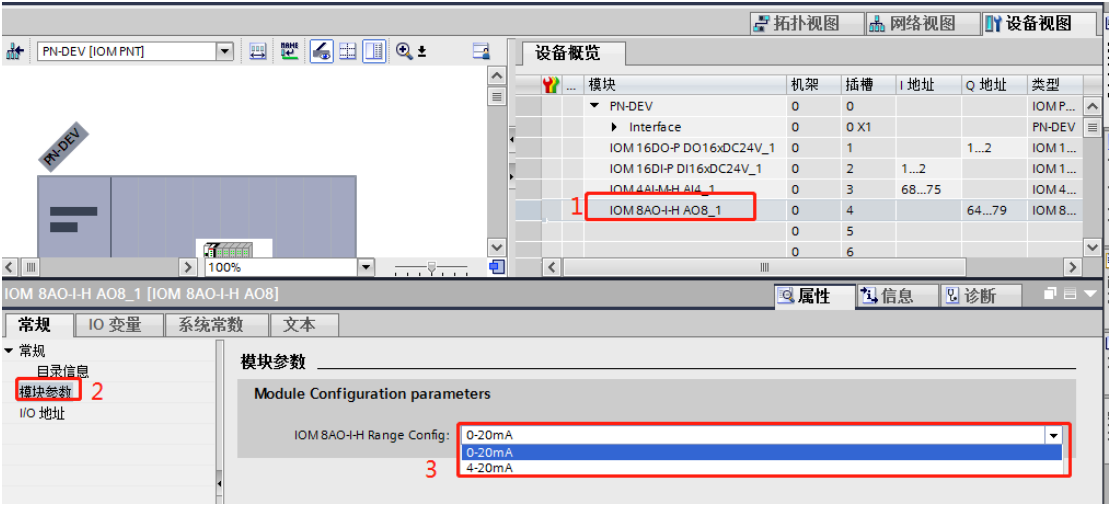 拓扑视图 网络视图 设备视图
PN-DEV [IOM PNT]
设备概览
... 模块 机架 插槽 I 地址 Q 地址 类型
PN-DEV 0 0 IOM P...
Interface 0 0 X1 PN-DEV
IOM 16DO-P DO16xDC24V_1 0 1 1...2 IOM 1...
IOM 16DI-P DI16xDC24V_1 0 2 1...2 IOM 1...
IOM 4AI-M-H AI4_1 0 3 68...75 IOM 4...
1 IOM 8AO-I-H AO8_1 0 4 64...79 IOM 8...
0 5
0 6
PN-DEV
100%
IOM 8AO-I-H AO8_1 [IOM 8AO-I-H AO8]
属性 信息 诊断
常规 IO 变量 系统常数 文本
常规
目录信息
模块参数 2
I/O 地址
模块参数
Module Configuration parameters
IOM 8AO-I-H Range Config: 0-20mA
0-20mA
3 4-20mA